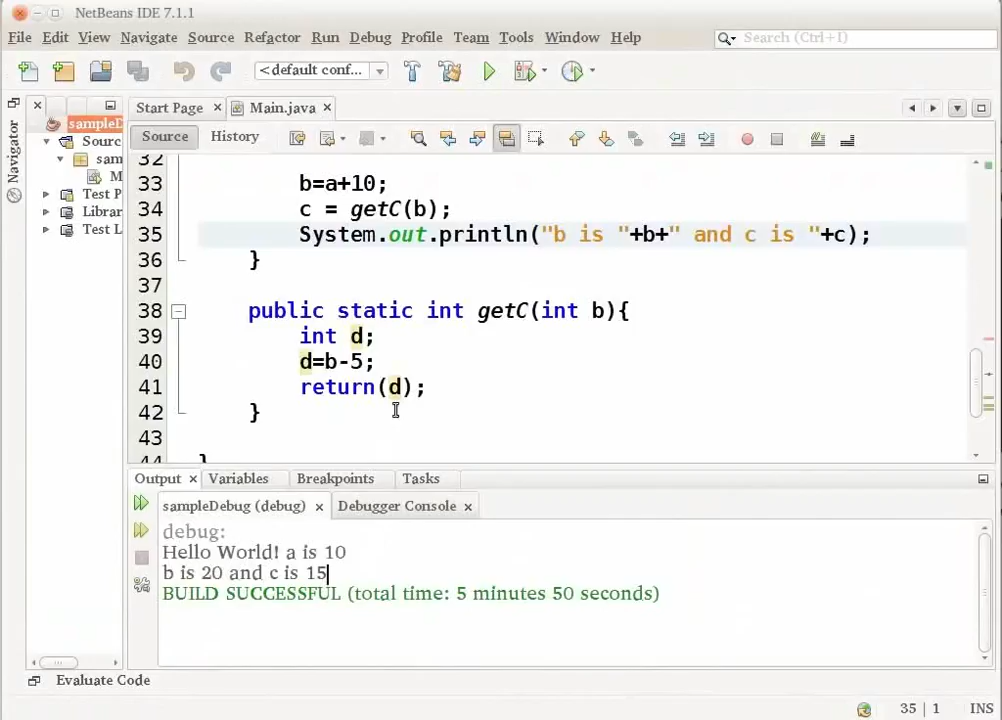 NetBeans IDE 7.1.1
File Edit View Navigate Source Refactor Run Debug Profile Team Tools Window Help
Search (Ctrl+I)
<default conf...
Navigator
Start Page
Main.java
sampleD
Sourc
sam
M
Test P
Librar
Test L
Source History
32
33 b=a+10;
34 c = getC(b);
35 System.out.println("b is "+b+" and c is "+c);
36 }
37
38 public static int getC(int b){
39 int d;
40 d=b-5;
41 return(d);
42 }
43
44 }
Output Variables Breakpoints Tasks
sampleDebug (debug) Debugger Console
debug:
Hello World! a is 10
b is 20 and c is 15
BUILD SUCCESSFUL (total time: 5 minutes 50 seconds)
Evaluate Code
35 | 1 INS